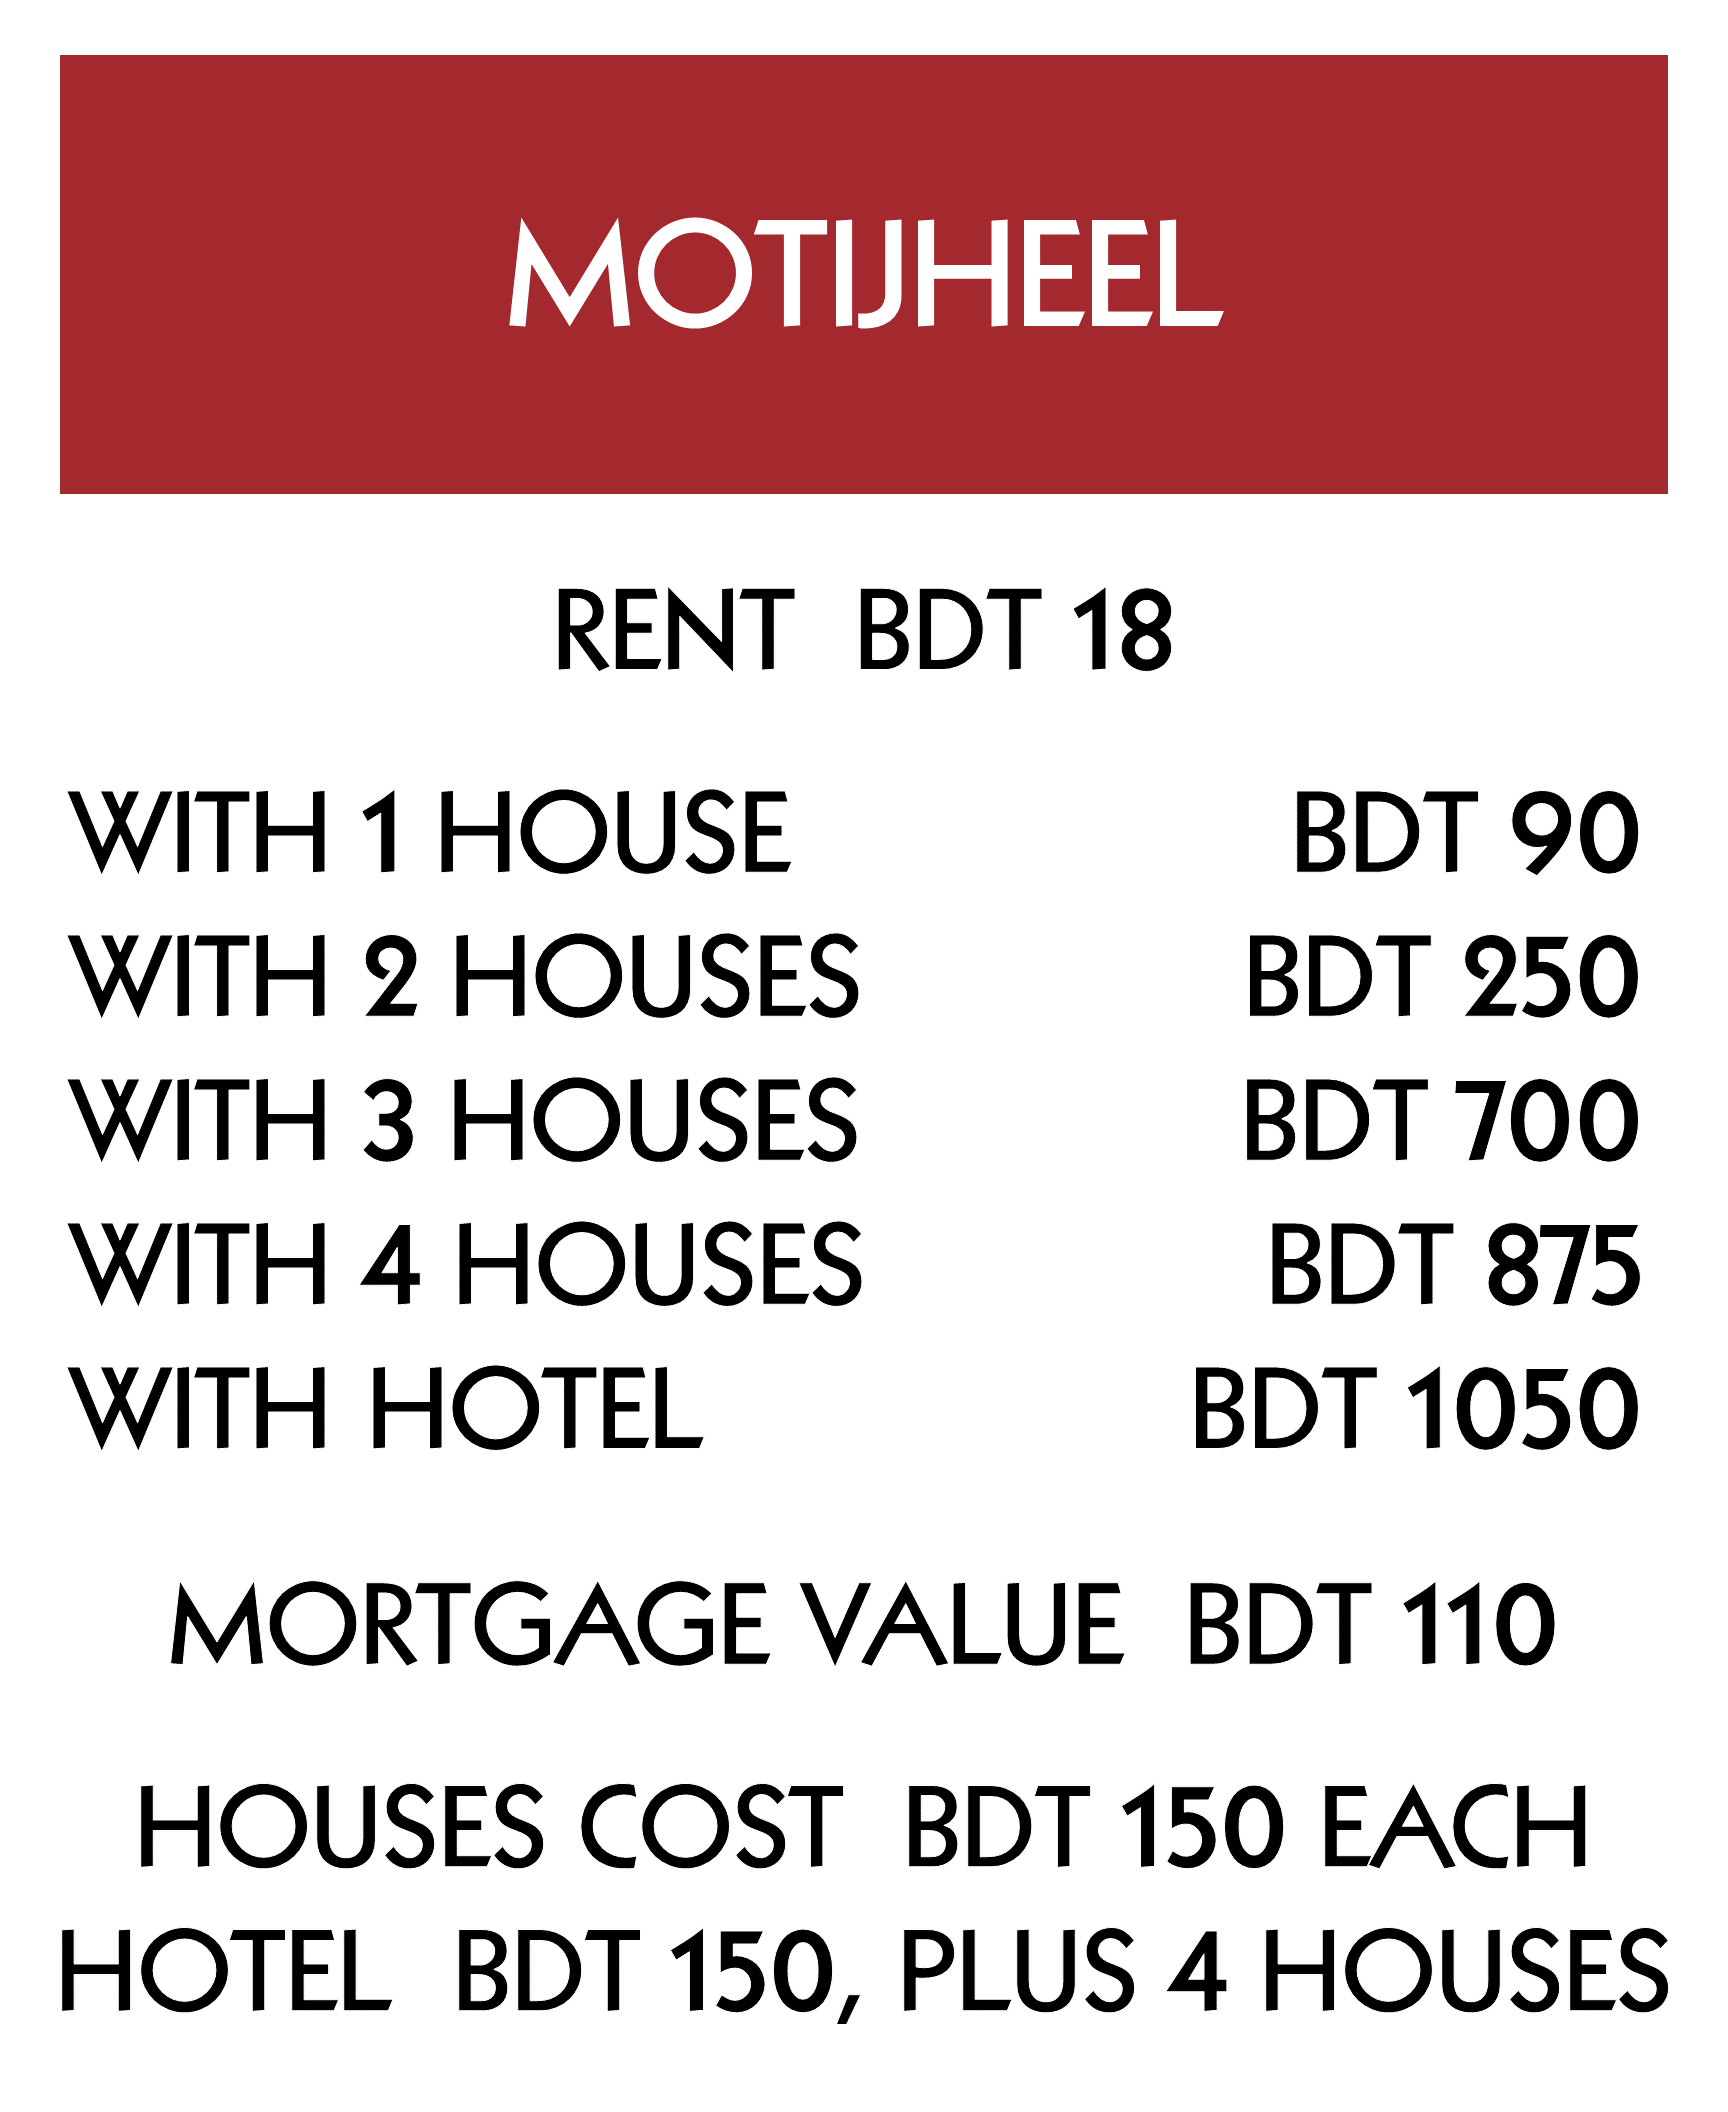 MOTIJHEEL
RENT BDT 18
WITH 1 HOUSE BDT 90
WITH 2 HOUSES BDT 250
WITH 3 HOUSES BDT 700
WITH 4 HOUSES BDT 875
WITH HOTEL BDT 1050
MORTGAGE VALUE BDT 110
HOUSES COST BDT 150 EACH
HOTEL BDT 150, PLUS 4 HOUSES